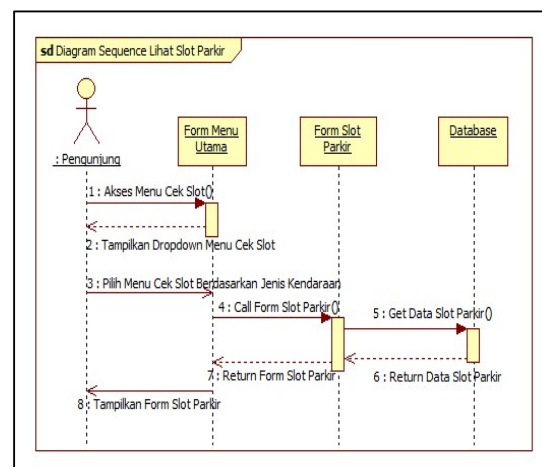 sd Diagram Sequence Lihat Slot Parkir
: Pengunjung
Form Menu
Utama
Form Slot
Parkir
Database
1 : Akses Menu Cek Slot()
2 : Tampilkan Dropdown Menu Cek Slot
3 : Pilih Menu Cek Slot Berdasarkan Jenis Kendaraan
4 : Call Form Slot Parkir()
5 : Get Data Slot Parkir()
6 : Return Data Slot Parkir
7 : Return Form Slot Parkir
8 : Tampilkan Form Slot Parkir